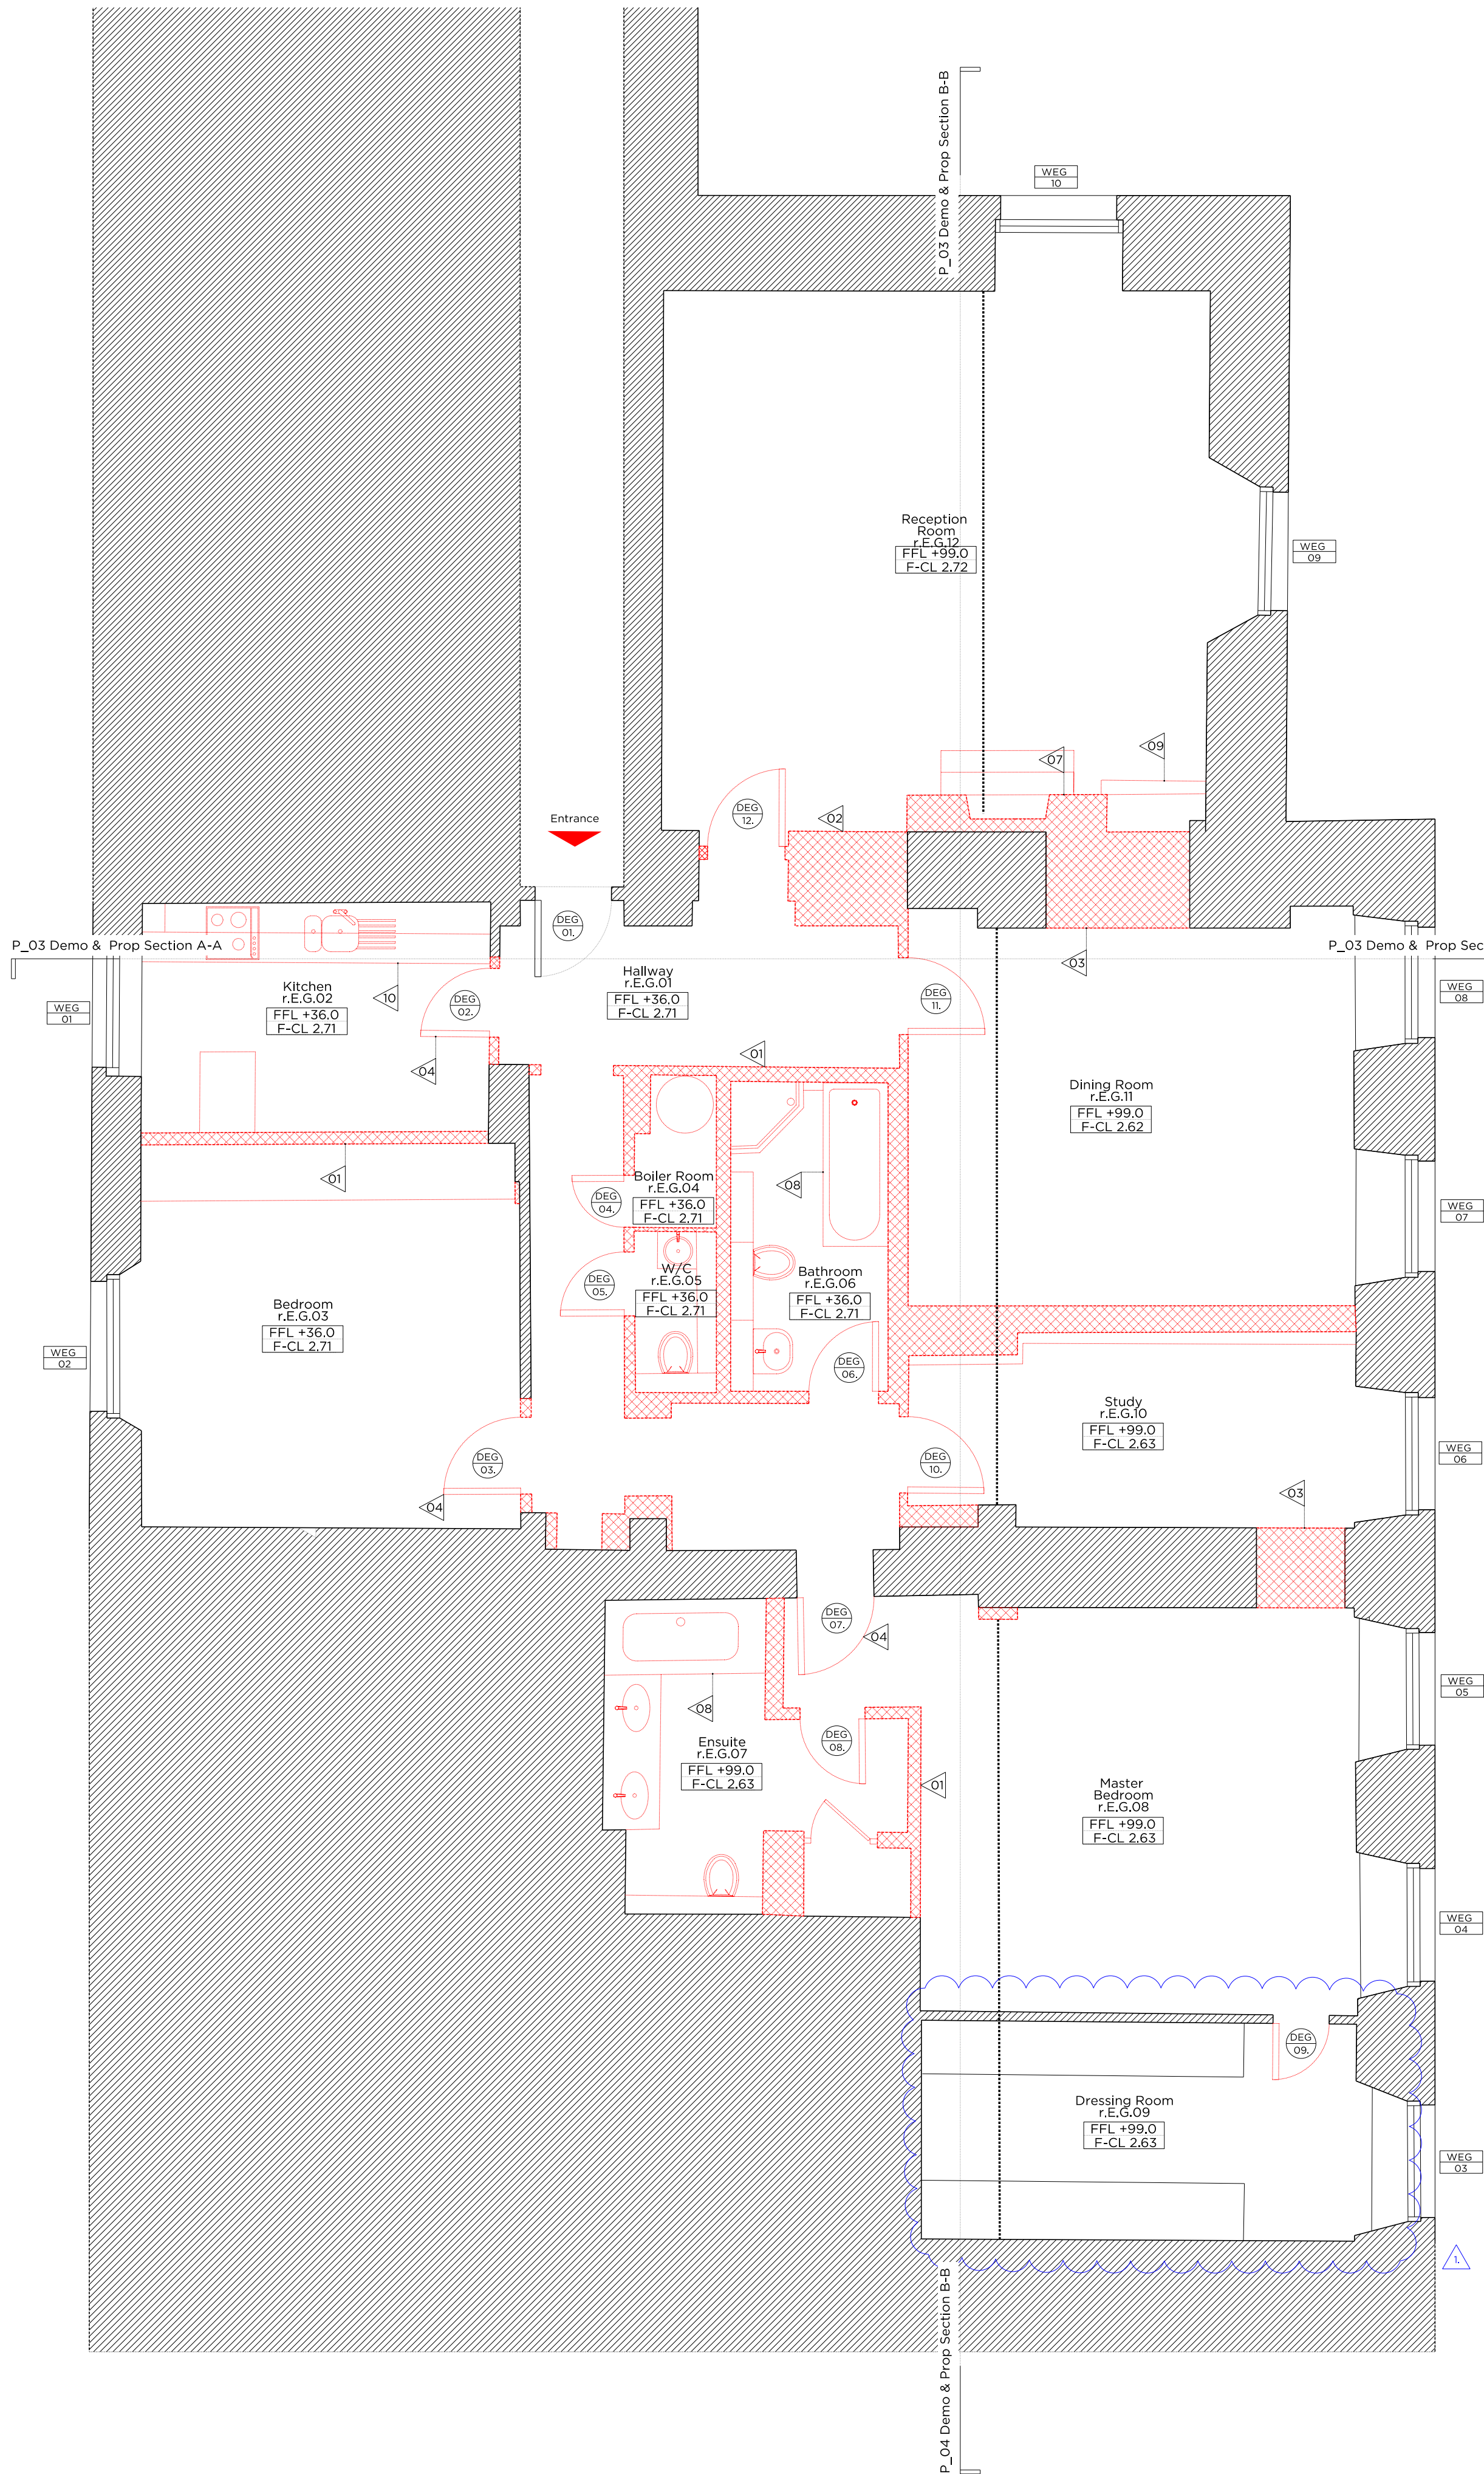 P_03 Demo & Prop Section B-B
WEG
10
Reception
Room
r.E.G.12
FFL +99.0
F-CL 2.72
WEG
09
09
07
DEG
12.
02
Entrance
DEG
01.
P_03 Demo & Prop Section A-A
P_03 Demo & Prop Sec
03
Hallway
r.E.G.01
FFL +36.0
F-CL 2.71
Kitchen
r.E.G.02
FFL +36.0
F-CL 2.71
10
DEG
02.
DEG
11.
WEG
01
WEG
08
04
01
Dining Room
r.E.G.11
FFL +99.0
F-CL 2.62
01
Boiler Room
r.E.G.04
FFL +36.0
F-CL 2.71
08
DEG
04.
WEG
07
W/C
r.E.G.05
FFL +36.0
F-CL 2.71
DEG
05.
Bathroom
r.E.G.06
FFL +36.0
F-CL 2.71
Bedroom
r.E.G.03
FFL +36.0
F-CL 2.71
WEG
02
DEG
06.
Study
r.E.G.10
FFL +99.0
F-CL 2.63
WEG
06
DEG
03.
DEG
10.
04
03
DEG
07.
04
WEG
05
08
Ensuite
r.E.G.07
FFL +99.0
F-CL 2.63
DEG
08.
01
Master
Bedroom
r.E.G.08
FFL +99.0
F-CL 2.63
WEG
04
DEG
09.
Dressing Room
r.E.G.09
FFL +99.0
F-CL 2.63
WEG
03
1.
P_04 Demo & Prop Section B-B